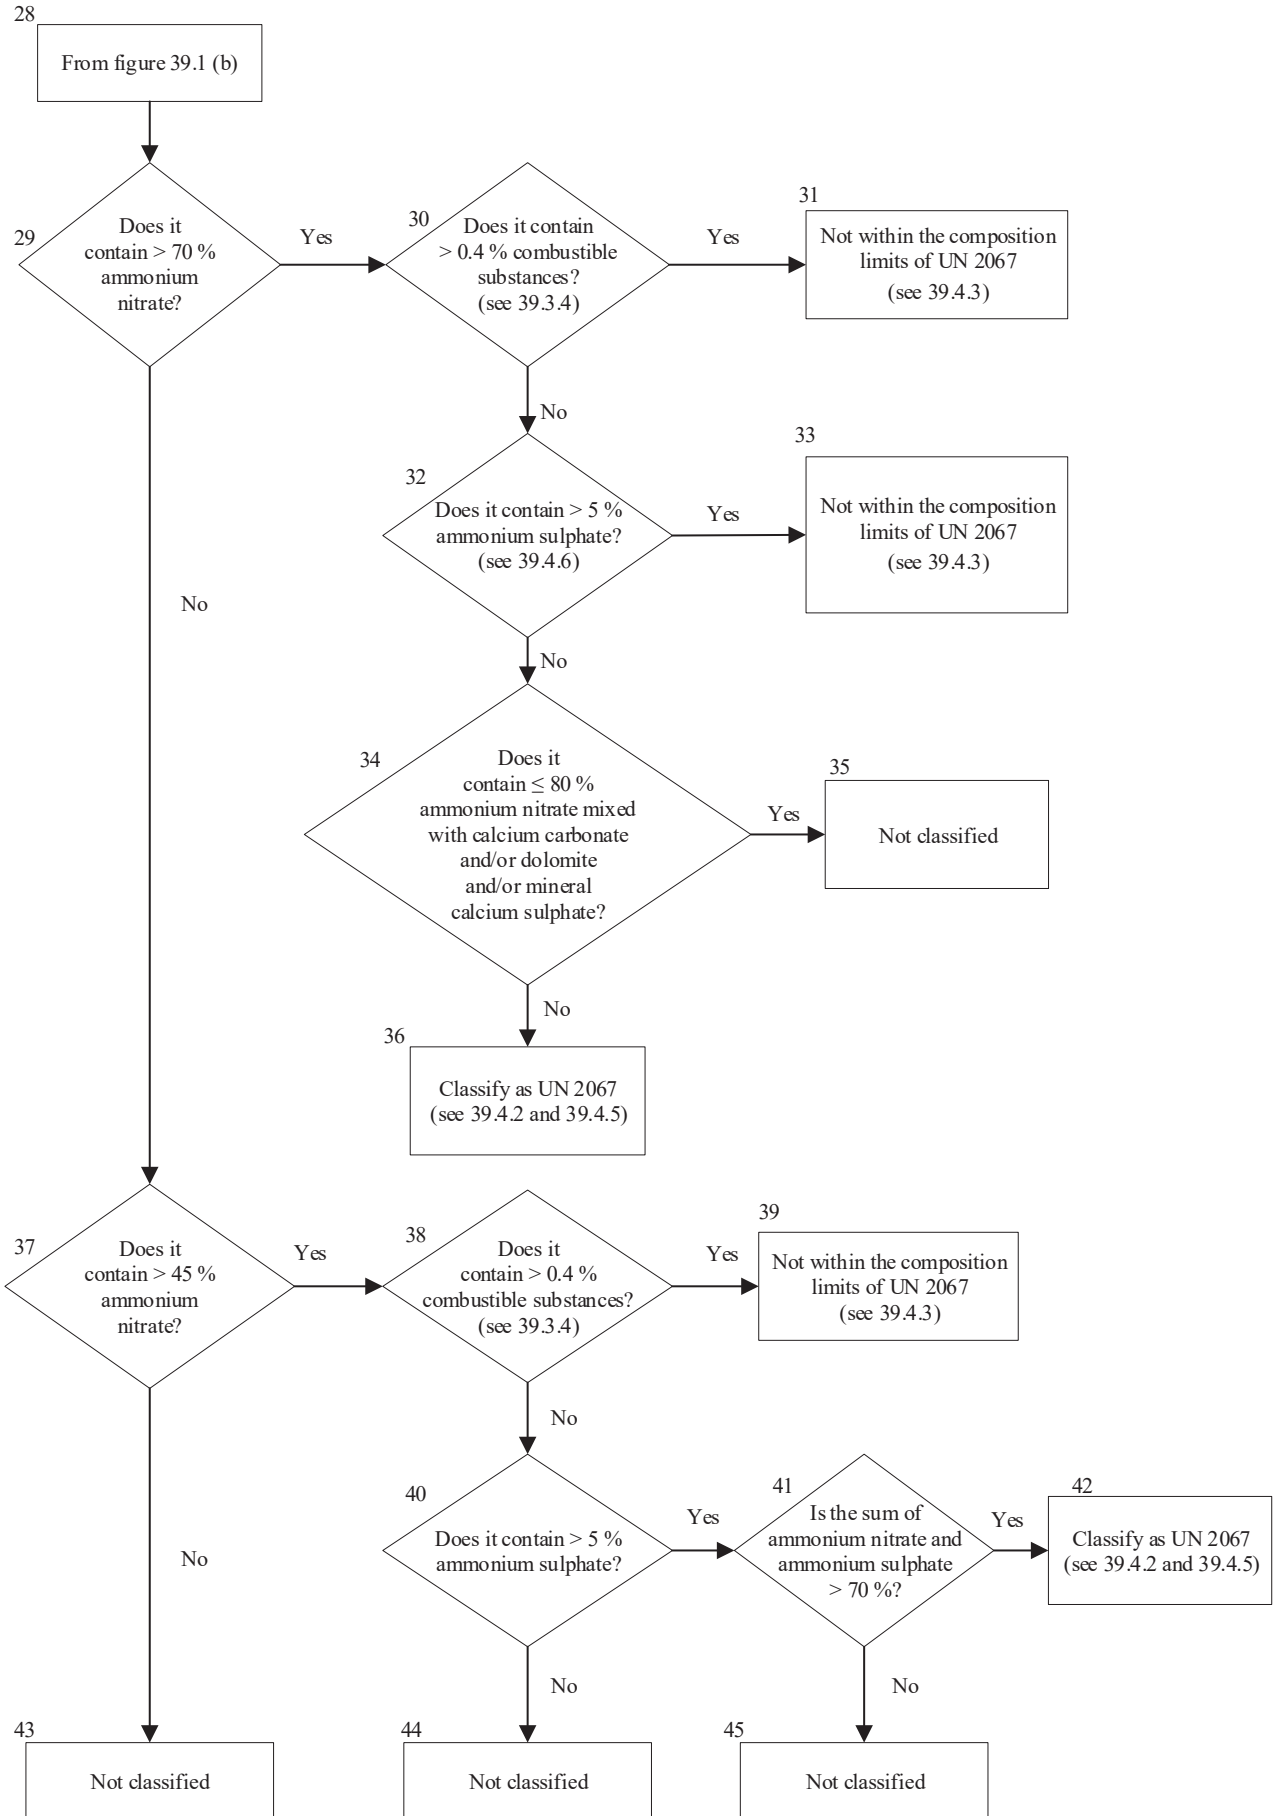 28
From figure 39.1 (b)
29
Does it
contain > 70 %
ammonium
nitrate?
Yes
30
Does it contain
> 0.4 % combustible
substances?
(see 39.3.4)
Yes
31
Not within the composition
limits of UN 2067
(see 39.4.3)
No
32
Does it contain > 5 %
ammonium sulphate?
(see 39.4.6)
Yes
33
Not within the composition
limits of UN 2067
(see 39.4.3)
No
No
34
Does it
contain ≤ 80 %
ammonium nitrate mixed
with calcium carbonate
and/or dolomite
and/or mineral
calcium sulphate?
Yes
35
Not classified
No
36
Classify as UN 2067
(see 39.4.2 and 39.4.5)
37
Does it
contain > 45 %
ammonium
nitrate?
Yes
38
Does it
contain > 0.4 %
combustible substances?
(see 39.3.4)
Yes
39
Not within the composition
limits of UN 2067
(see 39.4.3)
No
40
Does it contain > 5 %
ammonium sulphate?
Yes
41
Is the sum of
ammonium nitrate and
ammonium sulphate
> 70 %?
Yes
42
Classify as UN 2067
(see 39.4.2 and 39.4.5)
No
No
No
43
Not classified
44
Not classified
45
Not classified